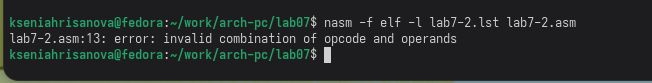 kseniahrisanova@fedora:~/work/arch-pc/lab07$ nasm -f elf -l lab7-2.lst lab7-2.asm
lab7-2.asm:13: error: invalid combination of opcode and operands
kseniahrisanova@fedora:~/work/arch-pc/lab07$